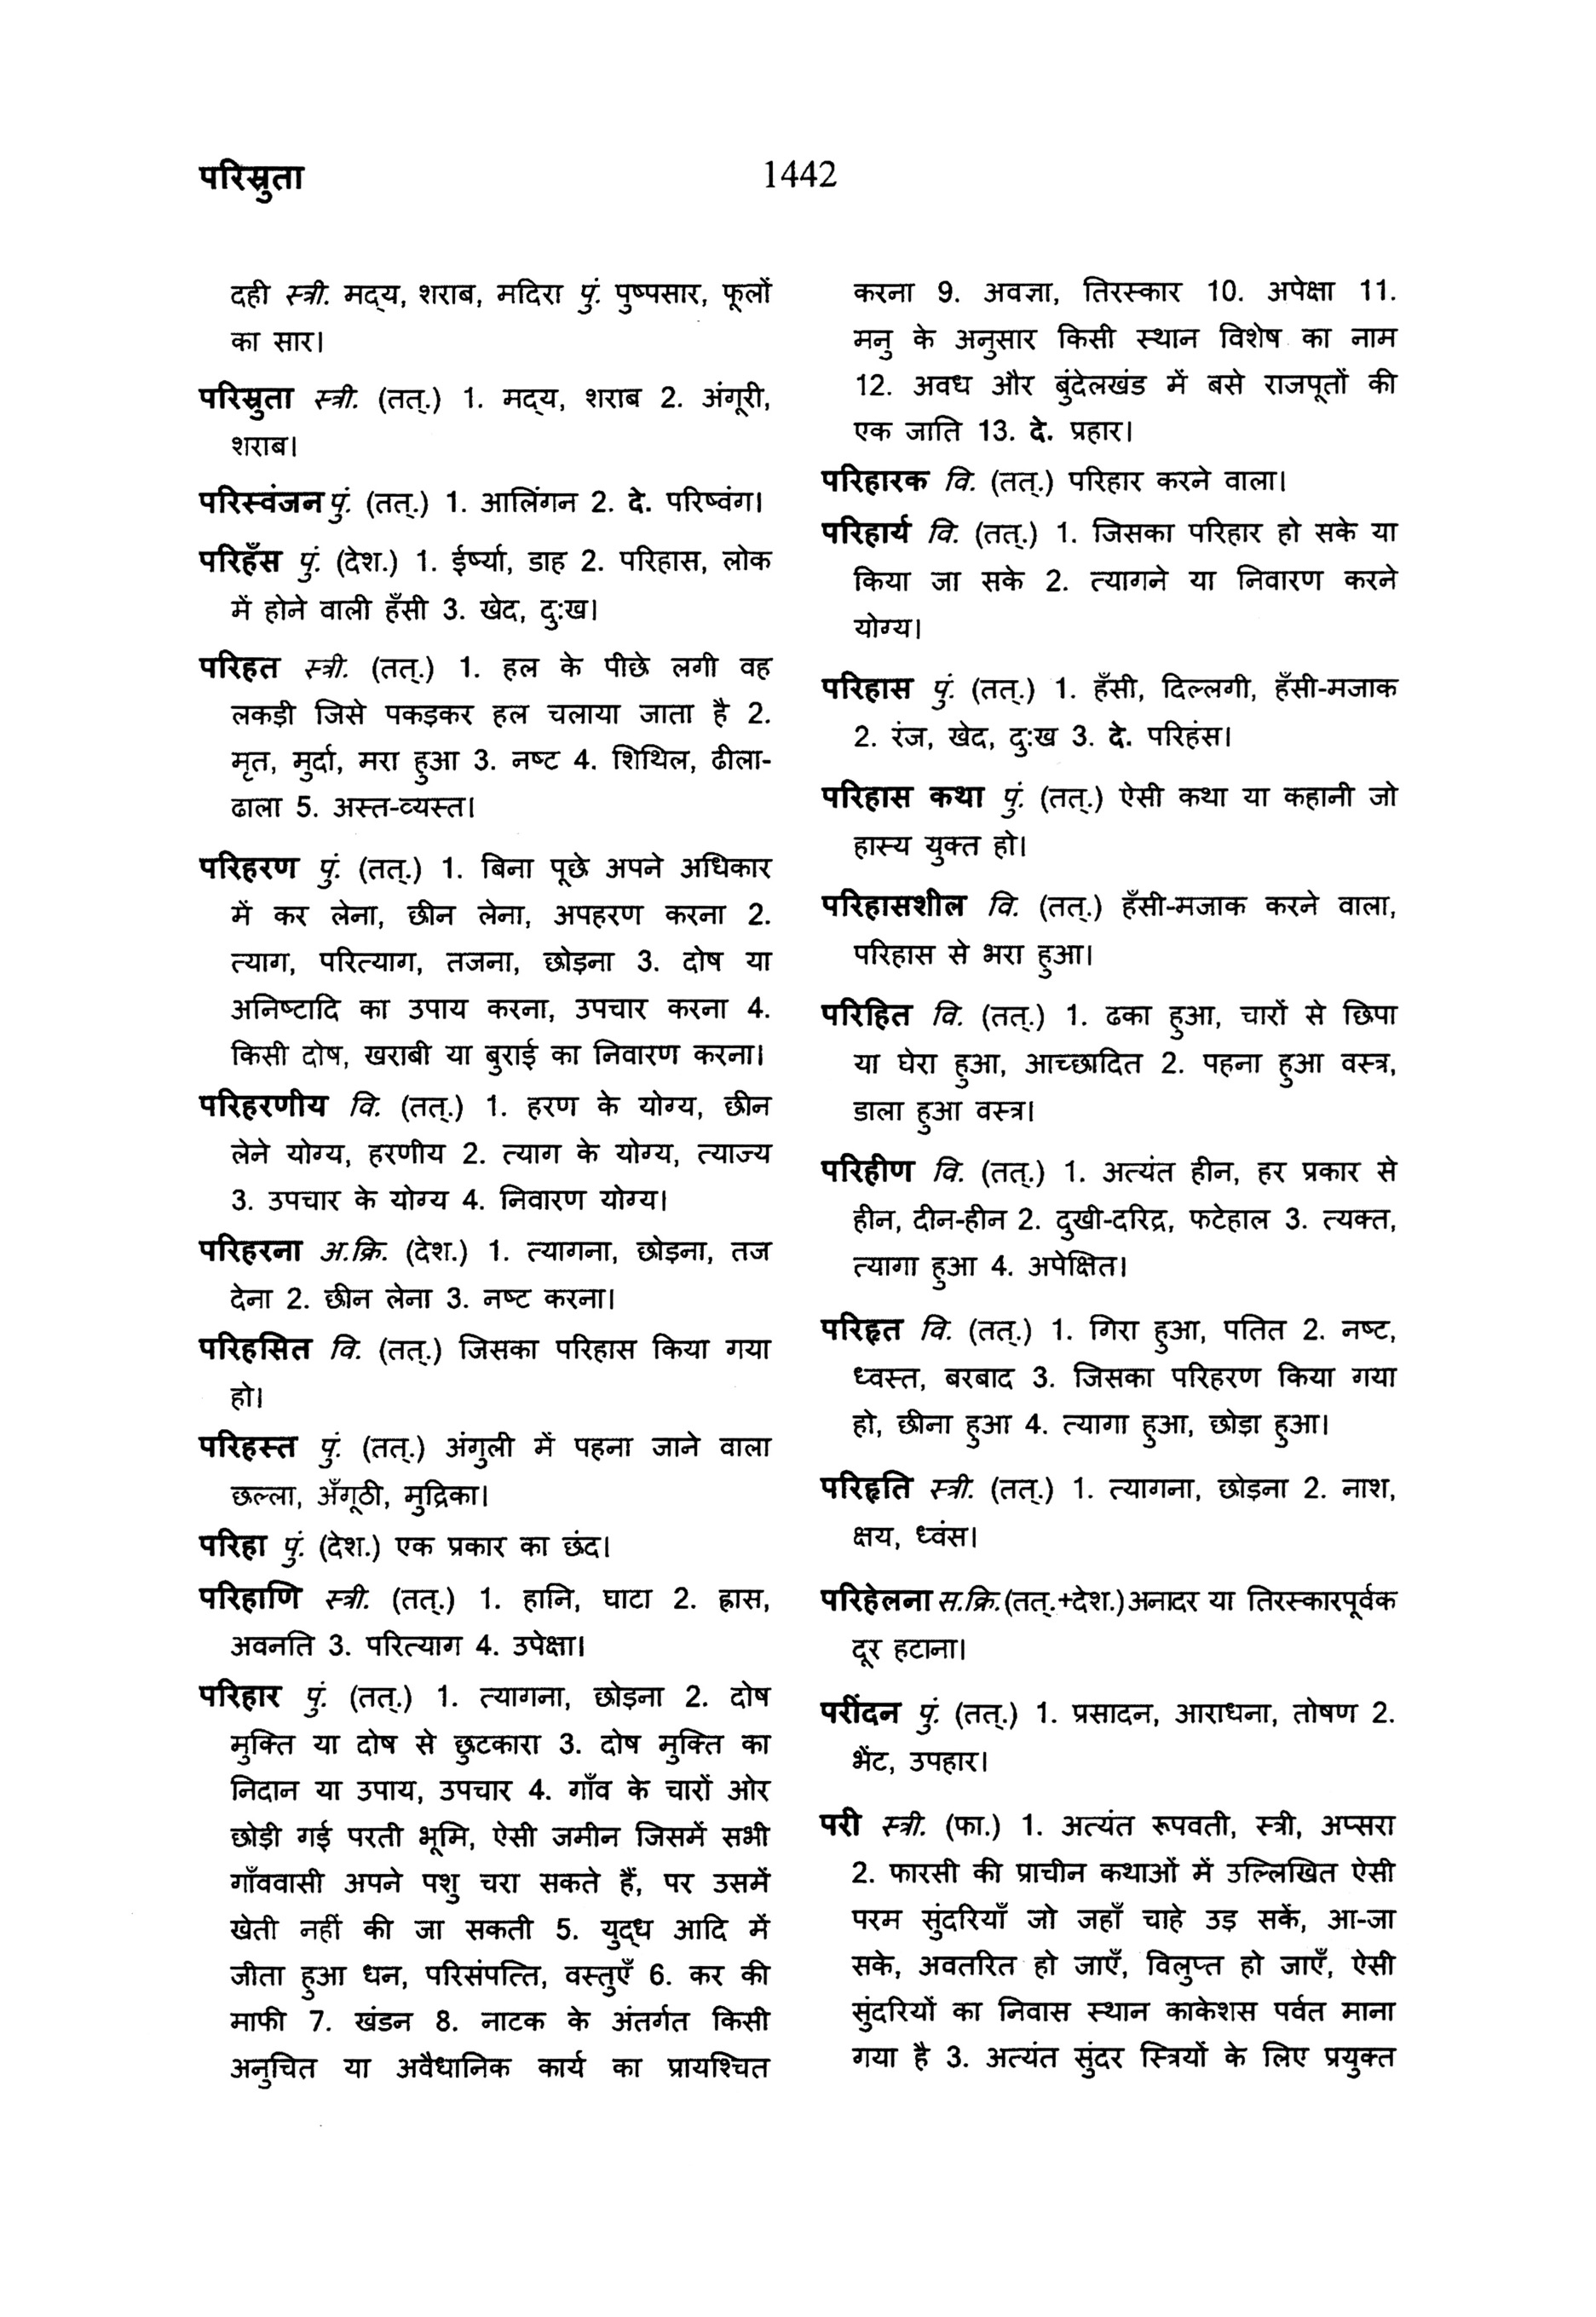 परिस्रुता
1442
दही स्त्री. मद्य, शराब, मदिरा पुं. पुष्पसार, फूलों
का सार।
परिस्रुता स्त्री. (तत्.) 1. मद्य, शराब 2. अंगूरी,
शराब।
परिस्वंजन पुं. (तत्.) 1. आलिंगन 2. दे. परिष्वंग।
परिहँस पुं. (देश.) 1. ईर्ष्या, डाह 2. परिहास, लोक
में होने वाली हँसी 3. खेद, दुःख।
परिहत स्त्री. (तत्.) 1. हल के पीछे लगी वह
लकड़ी जिसे पकड़कर हल चलाया जाता है 2.
मृत, मुर्दा, मरा हुआ 3. नष्ट 4. शिथिल, ढीला-
ढाला 5. अस्त-व्यस्त।
परिहरण पुं. (तत्.) 1. बिना पूछे अपने अधिकार
में कर लेना, छीन लेना, अपहरण करना 2.
त्याग, परित्याग, तजना, छोड़ना 3. दोष या
अनिष्टादि का उपाय करना, उपचार करना 4.
किसी दोष, खराबी या बुराई का निवारण करना।
परिहरणीय वि. (तत्.) 1. हरण के योग्य, छीन
लेने योग्य, हरणीय 2. त्याग के योग्य, त्याज्य
3. उपचार के योग्य 4. निवारण योग्य।
परिहरना अ.क्रि. (देश.) 1. त्यागना, छोड़ना, तज
देना 2. छीन लेना 3. नष्ट करना।
परिहसित वि. (तत्.) जिसका परिहास किया गया
हो।
परिहस्त पुं. (तत्.) अंगुली में पहना जाने वाला
छल्ला, अँगूठी, मुद्रिका।
परिहा पुं. (देश.) एक प्रकार का छंद।
परिहाणि स्त्री. (तत्.) 1. हानि, घाटा 2. ह्रास,
अवनति 3. परित्याग 4. उपेक्षा।
परिहार पुं. (तत्.) 1. त्यागना, छोड़ना 2. दोष
मुक्ति या दोष से छुटकारा 3. दोष मुक्ति का
निदान या उपाय, उपचार 4. गाँव के चारों ओर
छोड़ी गई परती भूमि, ऐसी जमीन जिसमें सभी
गाँववासी अपने पशु चरा सकते हैं, पर उसमें
खेती नहीं की जा सकती 5. युद्ध आदि में
जीता हुआ धन, परिसंपत्ति, वस्तुएँ 6. कर की
माफी 7. खंडन 8. नाटक के अंतर्गत किसी
अनुचित या अवैधानिक कार्य का प्रायश्चित
करना 9. अवज्ञा, तिरस्कार 10. अपेक्षा 11.
मनु के अनुसार किसी स्थान विशेष का नाम
12. अवध और बुंदेलखंड में बसे राजपूतों की
एक जाति 13. दे. प्रहार।
परिहारक वि. (तत्.) परिहार करने वाला।
परिहार्य वि. (तत्.) 1. जिसका परिहार हो सके या
किया जा सके 2. त्यागने या निवारण करने
योग्य।
परिहास पुं. (तत्.) 1. हँसी, दिल्लगी, हँसी-मजाक
2. रंज, खेद, दुःख 3. दे. परिहंस।
परिहास कथा पुं. (तत्.) ऐसी कथा या कहानी जो
हास्य युक्त हो।
परिहासशील वि. (तत्.) हँसी-मजाक करने वाला,
परिहास से भरा हुआ।
परिहित वि. (तत्.) 1. ढका हुआ, चारों से छिपा
या घेरा हुआ, आच्छादित 2. पहना हुआ वस्त्र,
डाला हुआ वस्त्र।
परिहीण वि. (तत्.) 1. अत्यंत हीन, हर प्रकार से
हीन, दीन-हीन 2. दुखी-दरिद्र, फटेहाल 3. त्यक्त,
त्यागा हुआ 4. अपेक्षित।
परिहृत वि. (तत्.) 1. गिरा हुआ, पतित 2. नष्ट,
ध्वस्त, बरबाद 3. जिसका परिहरण किया गया
हो, छीना हुआ 4. त्यागा हुआ, छोड़ा हुआ।
परिहृति स्त्री. (तत्.) 1. त्यागना, छोड़ना 2. नाश,
क्षय, ध्वंस।
परिहेलना स.क्रि. (तत्.+देश.) अनादर या तिरस्कारपूर्वक
दूर हटाना।
परींदन पुं. (तत्.) 1. प्रसादन, आराधना, तोषण 2.
भेंट, उपहार।
परी स्त्री. (फा.) 1. अत्यंत रूपवती, स्त्री, अप्सरा
2. फारसी की प्राचीन कथाओं में उल्लिखित ऐसी
परम सुंदरियाँ जो जहाँ चाहे उड़ सकें, आ-जा
सके, अवतरित हो जाएँ, विलुप्त हो जाएँ, ऐसी
सुंदरियों का निवास स्थान काकेशस पर्वत माना
गया है 3. अत्यंत सुंदर स्त्रियों के लिए प्रयुक्त